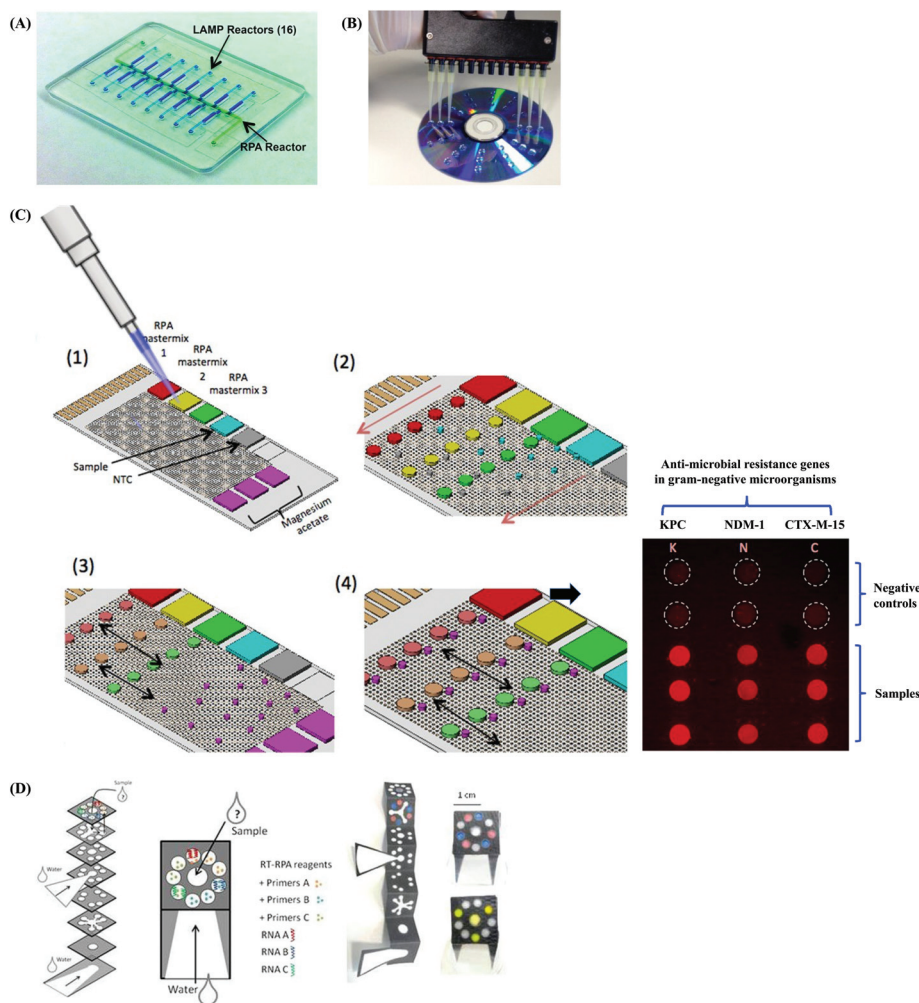 (A)
LAMP Reactors (16)
RPA Reactor
(B)
(C)
(1)
RPA
mastermix
1
RPA
mastermix
2
RPA
mastermix 3
Sample
NTC
Magnesium
acetate
(2)
(3)
(4)
Anti-microbial resistance genes
in gram-negative microorganisms
KPC NDM-1 CTX-M-15
K N C
Negative
controls
Samples
(D)
Sample
?
Water
Water
?
Sample
RT-RPA reagents
+ Primers A
+ Primers B
+ Primers C
RNA A
RNA B
RNA C
Water
1 cm